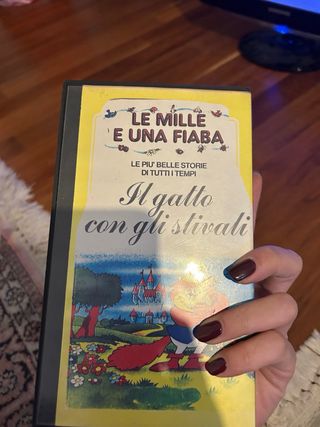 LE MILLE
E UNA FIABA
LE PIU' BELLE STORIE
DI TUTTI I TEMPI
Il gatto
con gli stivali